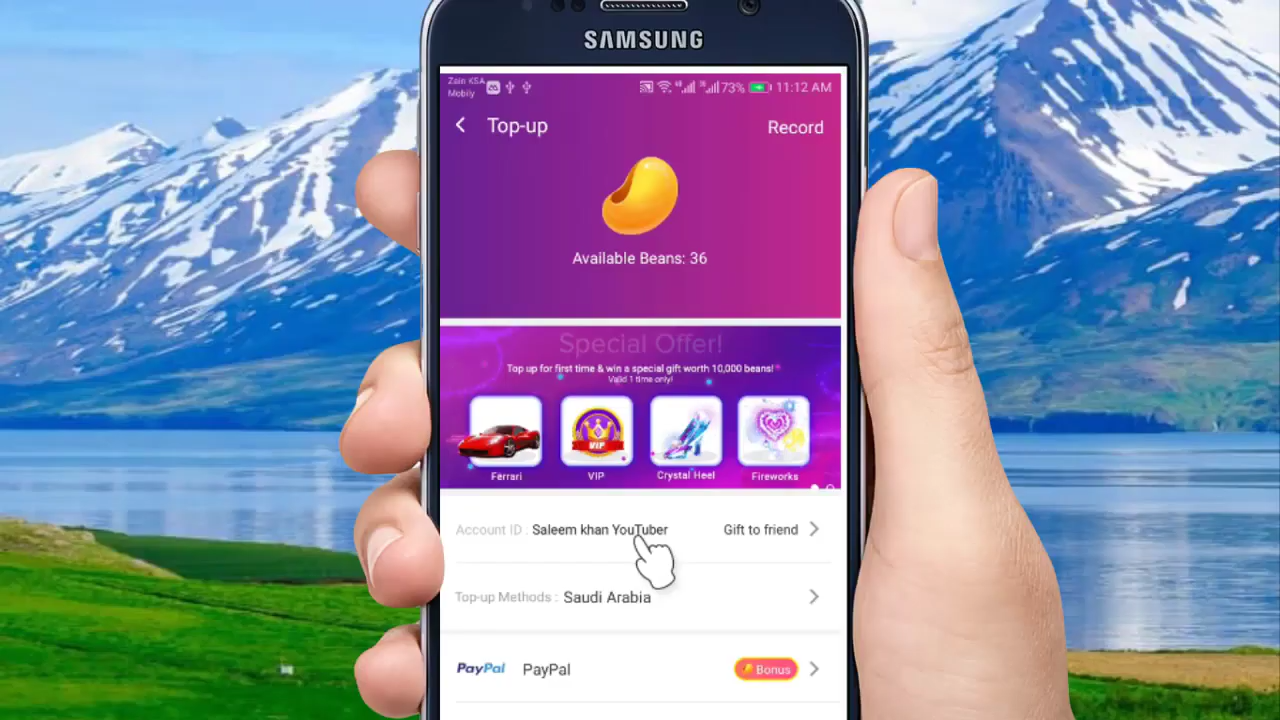 SAMSUNG
Zain KSA
Mobily
73% 11:12 AM
Top-up Record
Available Beans: 36
Special Offer!
Top up for first time & win a special gift worth 10,000 beans!
Valid 1 time only!
Ferrari VIP Crystal Heel Fireworks
VIP
Account ID : Saleem khan YouTuber Gift to friend
Top-up Methods : Saudi Arabia
PayPal PayPal Bonus